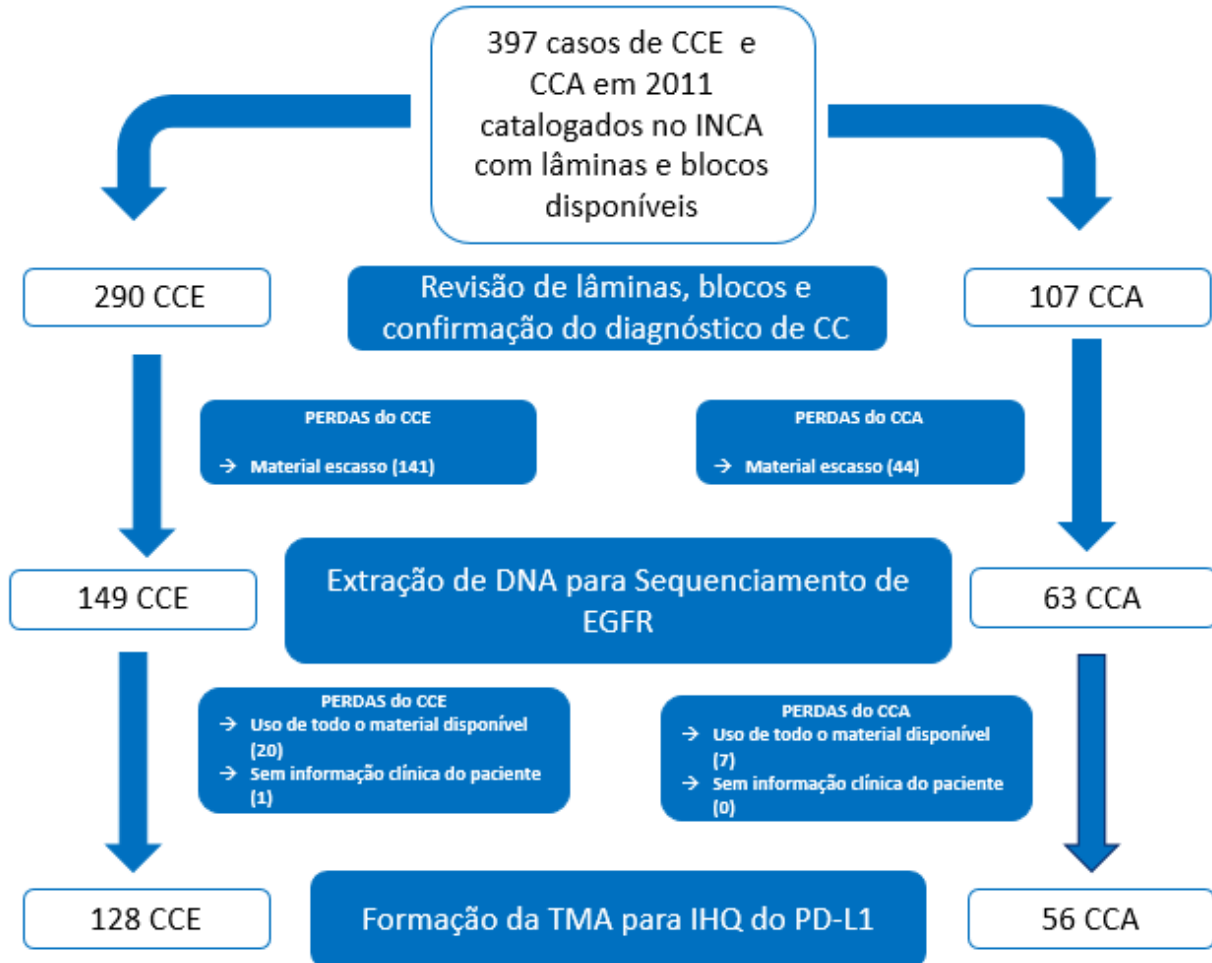 397 casos de CCE e
CCA em 2011
catalogados no INCA
com lâminas e blocos
disponíveis
290 CCE
Revisão de lâminas, blocos e
confirmação do diagnóstico de CC
107 CCA
PERDAS do CCE
→ Material escasso (141)
PERDAS do CCA
→ Material escasso (44)
149 CCE
Extração de DNA para Sequenciamento de
EGFR
63 CCA
PERDAS do CCE
→ Uso de todo o material disponível
(20)
→ Sem informação clínica do paciente
(1)
PERDAS do CCA
→ Uso de todo o material disponível
(7)
→ Sem informação clínica do paciente
(0)
128 CCE
Formação da TMA para IHQ do PD-L1
56 CCA